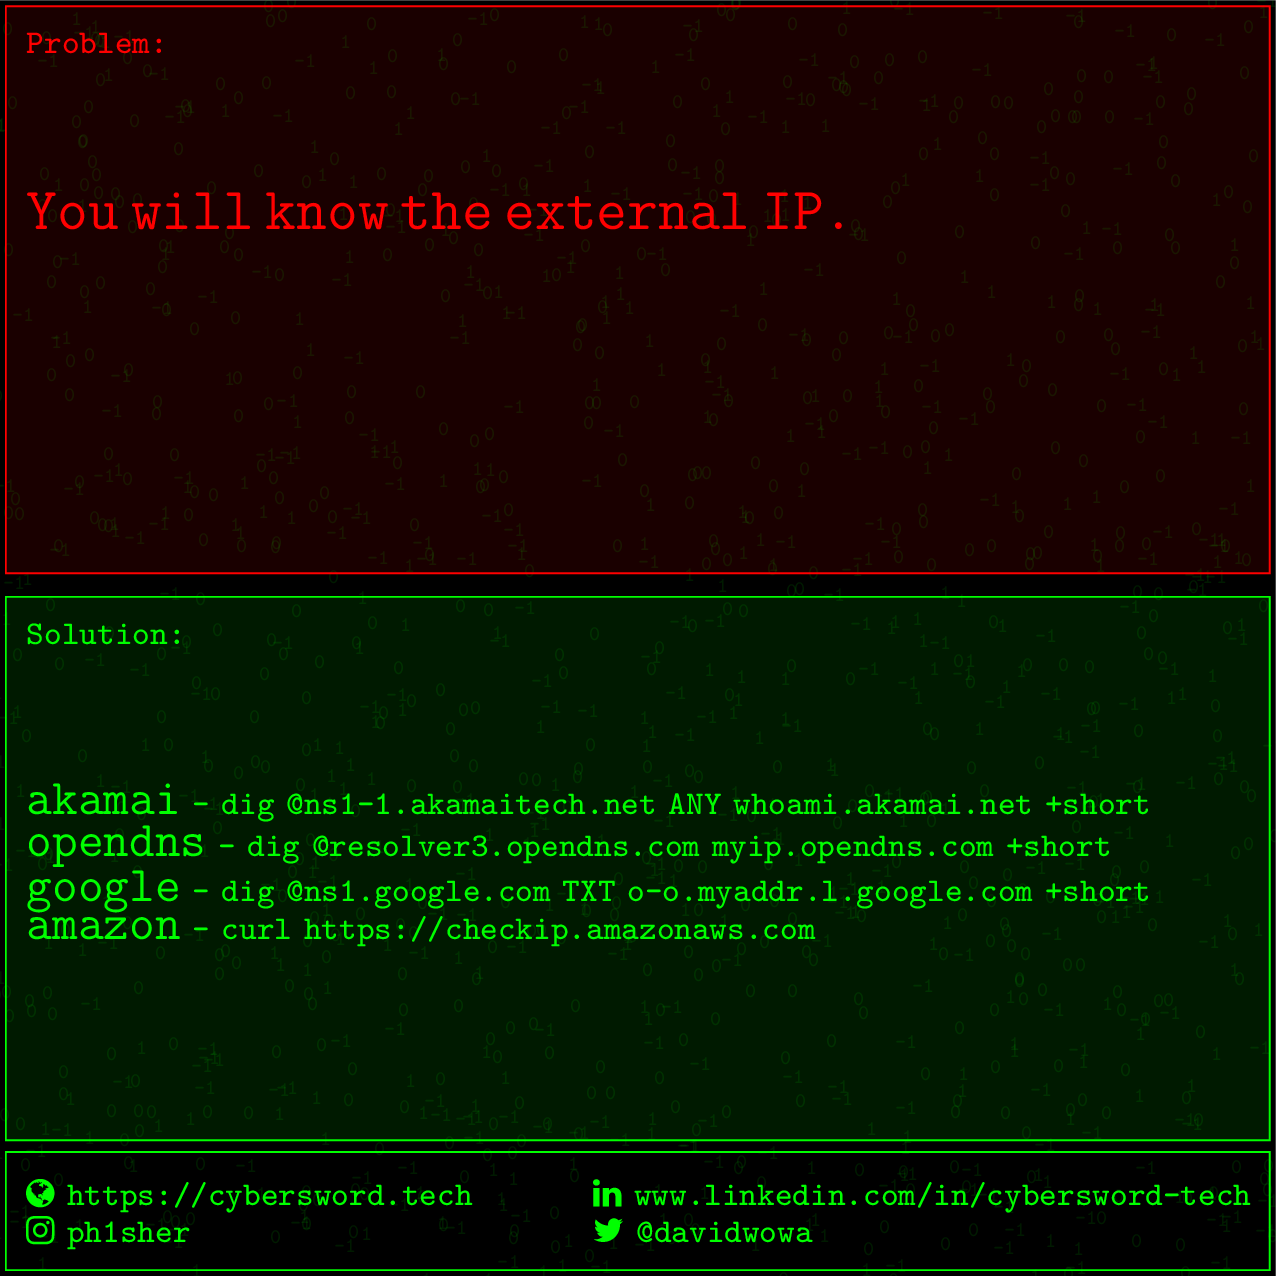 Problem:
You will know the external IP.
Solution:
akamai - dig @ns1-1.akamaitech.net ANY whoami.akamai.net +short
opendns - dig @resolver3.opendns.com myip.opendns.com +short
google - dig @ns1.google.com TXT o-o.myaddr.l.google.com +short
amazon - curl https://checkip.amazonaws.com
https://cybersword.tech
www.linkedin.com/in/cybersword-tech
ph1sher
@davidwowa